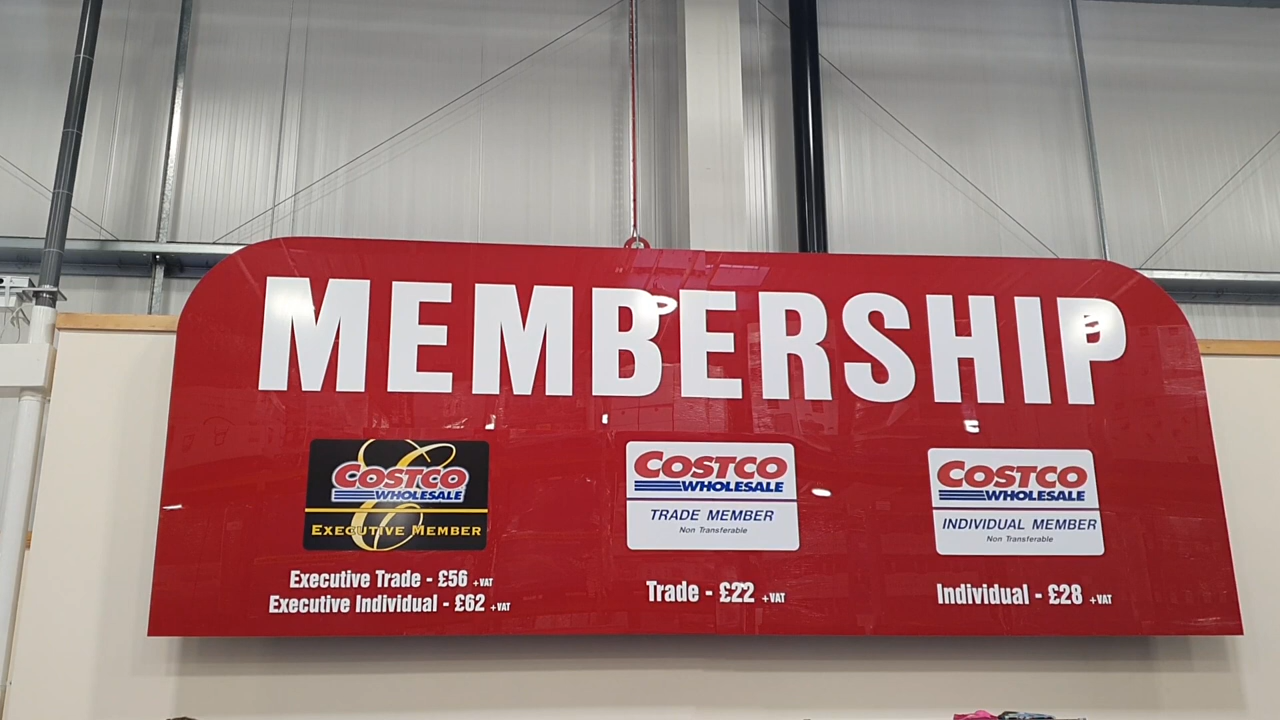 MEMBERSHIP
COSTCO
WHOLESALE
EXECUTIVE MEMBER
Executive Trade - £56 +VAT
Executive Individual - £62 +VAT
COSTCO
WHOLESALE
TRADE MEMBER
Non Transferable
Trade - £22 +VAT
COSTCO
WHOLESALE
INDIVIDUAL MEMBER
Non Transferable
Individual - £28 +VAT